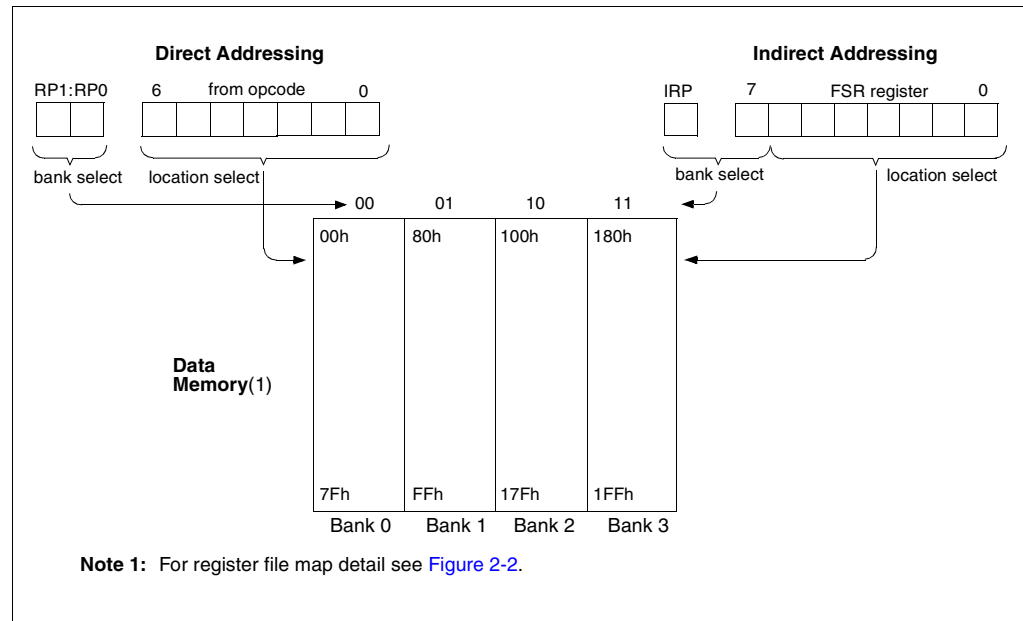 Direct Addressing
Indirect Addressing
RP1:RP0 6 from opcode 0
IRP 7 FSR register 0
bank select location select
bank select location select
00 01 10 11
00h 80h 100h 180h
Data
Memory(1)
7Fh FFh 17Fh 1FFh
Bank 0 Bank 1 Bank 2 Bank 3
Note 1: For register file map detail see Figure 2-2.